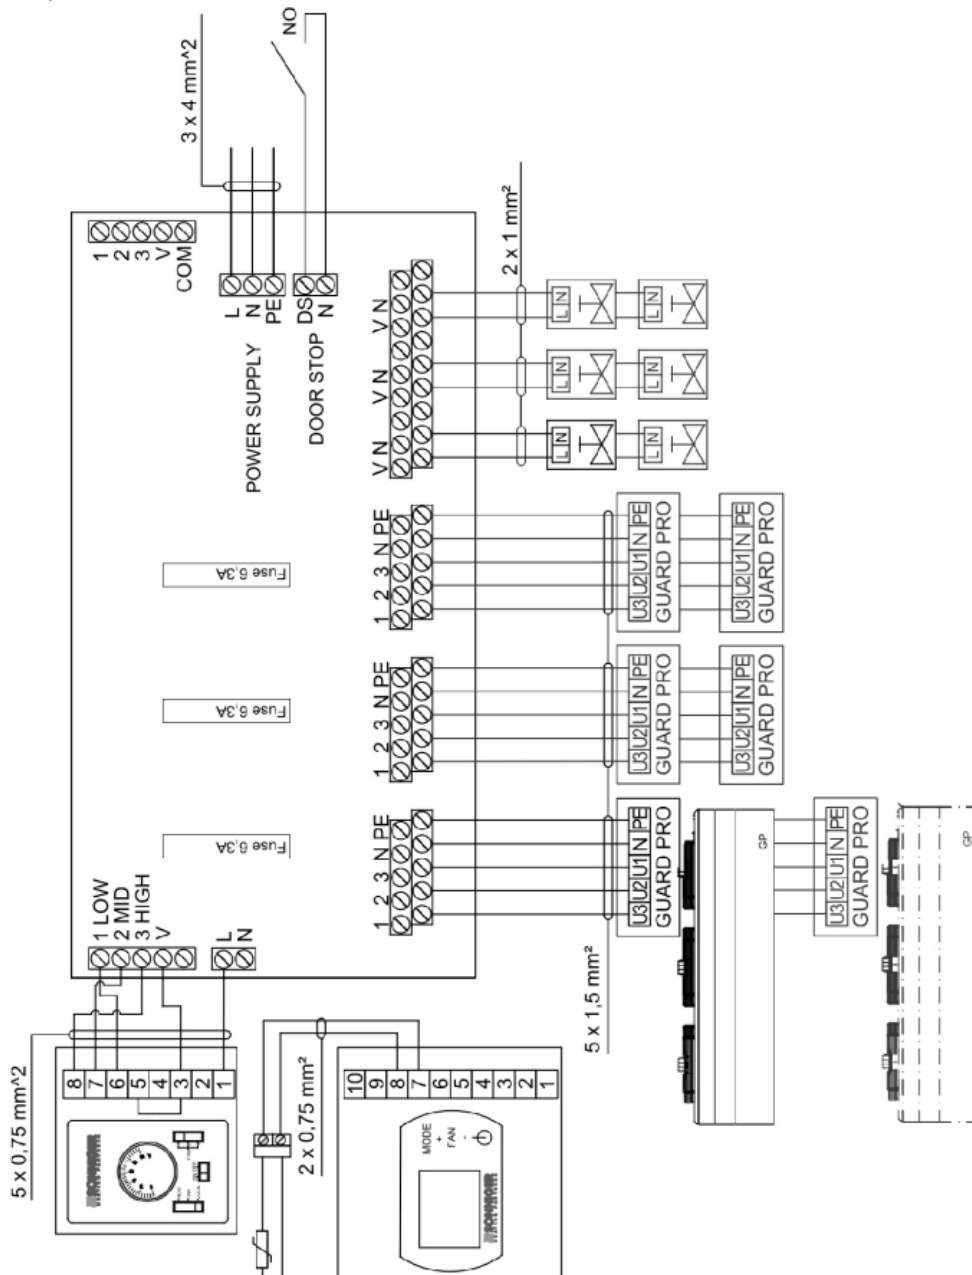 3 x 4 mm^2
NO
1
2
3
V
COM
L
N
PE
POWER SUPPLY
DS
N
DOOR STOP
V N
V N
V N
2 x 1 mm²
L N
L N
L N
L N
L N
L N
Fuse 6,3A
Fuse 6,3A
Fuse 6,3A
1 2 3 N PE
1 2 3 N PE
1 2 3 N PE
U3 U2 U1 N PE
GUARD PRO
U3 U2 U1 N PE
GUARD PRO
U3 U2 U1 N PE
GUARD PRO
U3 U2 U1 N PE
GUARD PRO
U3 U2 U1 N PE
GUARD PRO
U3 U2 U1 N PE
GUARD PRO
GP
GP
5 x 1,5 mm²
1 LOW
2 MID
3 HIGH
V
L
N
5 x 0,75 mm^2
8
7
6
5
4
3
2
1
SONNIGER
2 x 0,75 mm²
10
9
8
7
6
5
4
3
2
1
MODE
+
FAN
-
SONNIGER